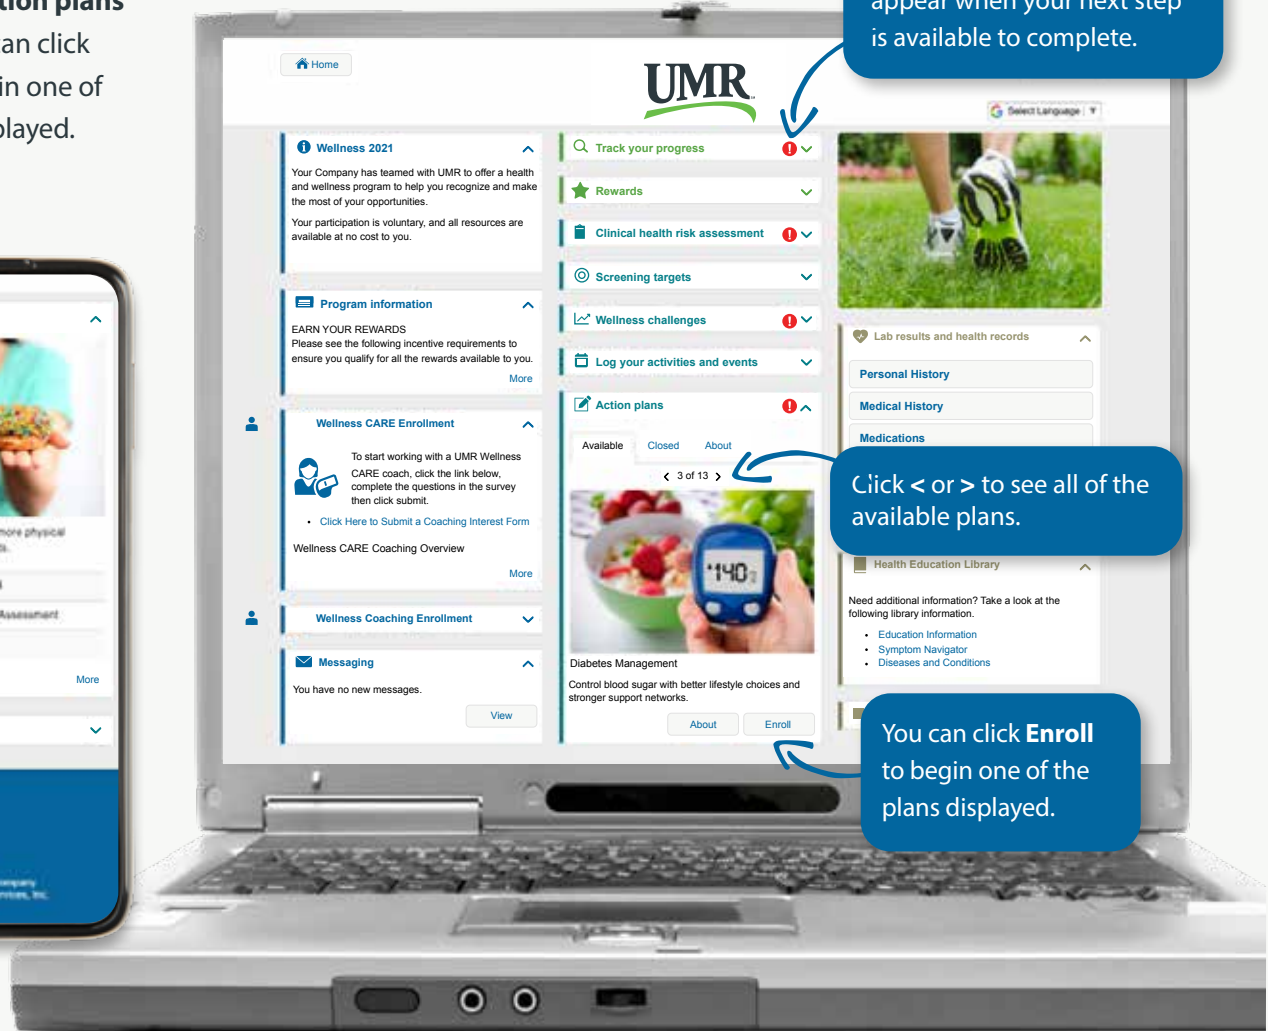 tion plans
an click
in one of
played.
appear when your next step
is available to complete.
Home
UMR
Select Language
Wellness 2021
Your Company has teamed with UMR to offer a health
and wellness program to help you recognize and make
the most of your opportunities.
Your participation is voluntary, and all resources are
available at no cost to you.
Program information
EARN YOUR REWARDS
Please see the following incentive requirements to
ensure you qualify for all the rewards available to you.
More
Wellness CARE Enrollment
To start working with a UMR Wellness
CARE coach, click the link below,
complete the questions in the survey
then click submit.
• Click Here to Submit a Coaching Interest Form
Wellness CARE Coaching Overview
More
Wellness Coaching Enrollment
Messaging
You have no new messages.
View
Track your progress
Rewards
Clinical health risk assessment
Screening targets
Wellness challenges
Log your activities and events
Action plans
Available Closed About
< 3 of 13 >
140
Diabetes Management
Control blood sugar with better lifestyle choices and
stronger support networks.
About Enroll
Lab results and health records
Personal History
Medical History
Medications
Click < or > to see all of the
available plans.
Health Education Library
Need additional information? Take a look at the
following library information.
• Education Information
• Symptom Navigator
• Diseases and Conditions
You can click Enroll
to begin one of the
plans displayed.
more physical
Assessment
More
ompany
rvices, Inc.